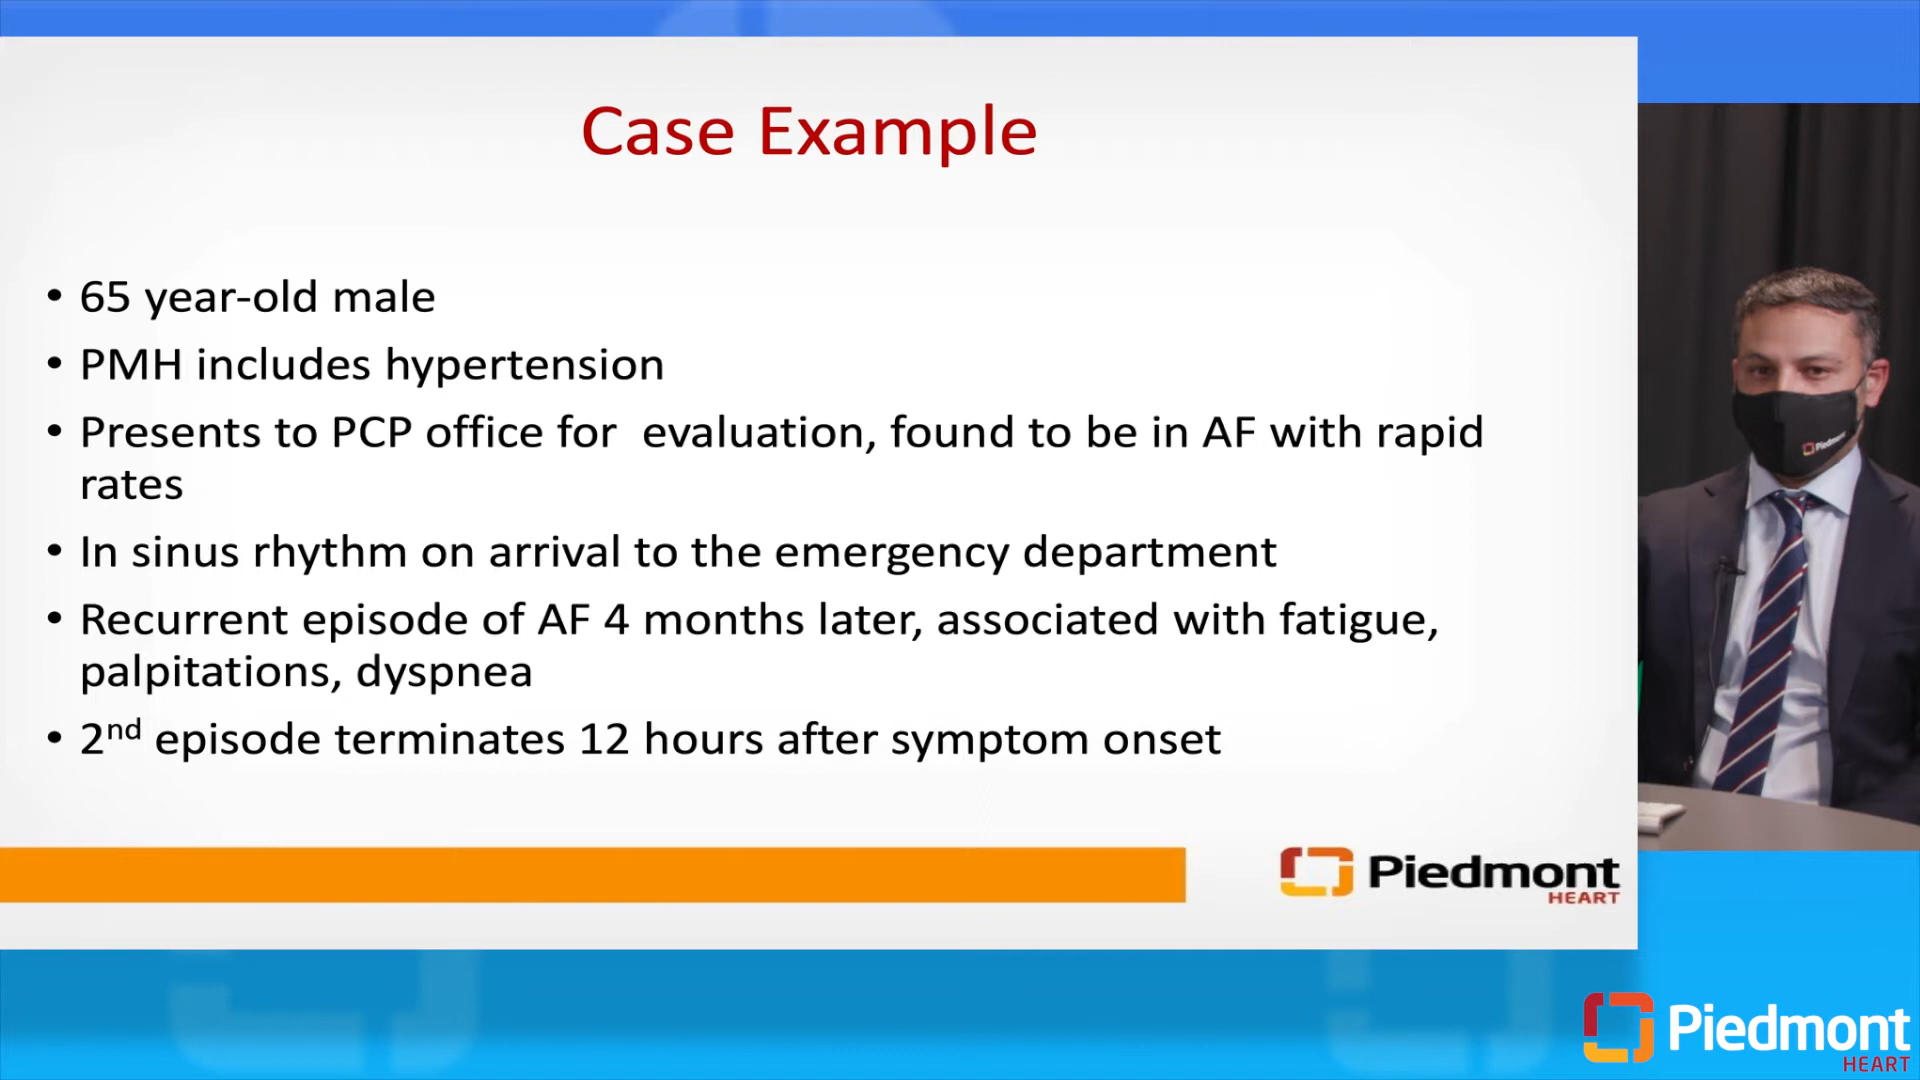 Case Example
• 65 year-old male
• PMH includes hypertension
• Presents to PCP office for  evaluation, found to be in AF with rapid
rates
• In sinus rhythm on arrival to the emergency department
• Recurrent episode of AF 4 months later, associated with fatigue,
palpitations, dyspnea
• 2nd episode terminates 12 hours after symptom onset
Piedmont
HEART
Piedmont
Piedmont
HEART